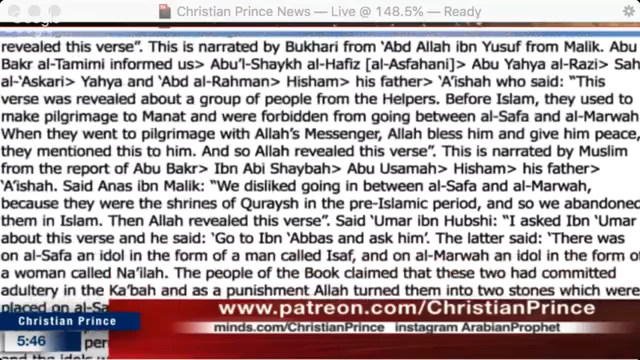 Christian Prince News — Live @ 148.5% — Ready
Google
revealed this verse”. This is narrated by Bukhari from ‘Abd Allah ibn Yusuf from Malik. Abu
Bakr al-Tamimi informed us> Abu’l-Shaykh al-Hafiz [al-Asfahani]> Abu Yahya al-Razi> Sah
al-‘Askari> Yahya and ‘Abd al-Rahman> Hisham> his father> ‘A’ishah who said: “This
verse was revealed about a group of people from the Helpers. Before Islam, they used to
make pilgrimage to Manat and were forbidden from going between al-Safa and al-Marwah
When they went to pilgrimage with Allah’s Messenger, Allah bless him and give him peace,
they mentioned this to him. And so Allah revealed this verse”. This is narrated by Muslim
from the report of Abu Bakr> Ibn Abi Shaybah> Abu Usamah> Hisham> his father>
‘A’ishah. Said Anas ibn Malik: “We disliked going in between al-Safa and al-Marwah,
because they were the shrines of Quraysh in the pre-Islamic period, and so we abandoned
them in Islam. Then Allah revealed this verse”. Said ‘Umar ibn Hubshi: “I asked Ibn ‘Umar
about this verse and he said: ‘Go to Ibn ‘Abbas and ask him’. The latter said: ‘There was
on al-Safa an idol in the form of a man called Isaf, and on al-Marwah an idol in the form of
a woman called Na’ilah. The people of the Book claimed that these two had committed
adultery in the Ka‘bah and as a punishment Allah turned them into two stones which were
placed on al-Sa
www.patreon.com/ChristianPrince
Christian Prince
minds.com/ChristianPrince instagram ArabianProphet
5:46
per
and the idols w